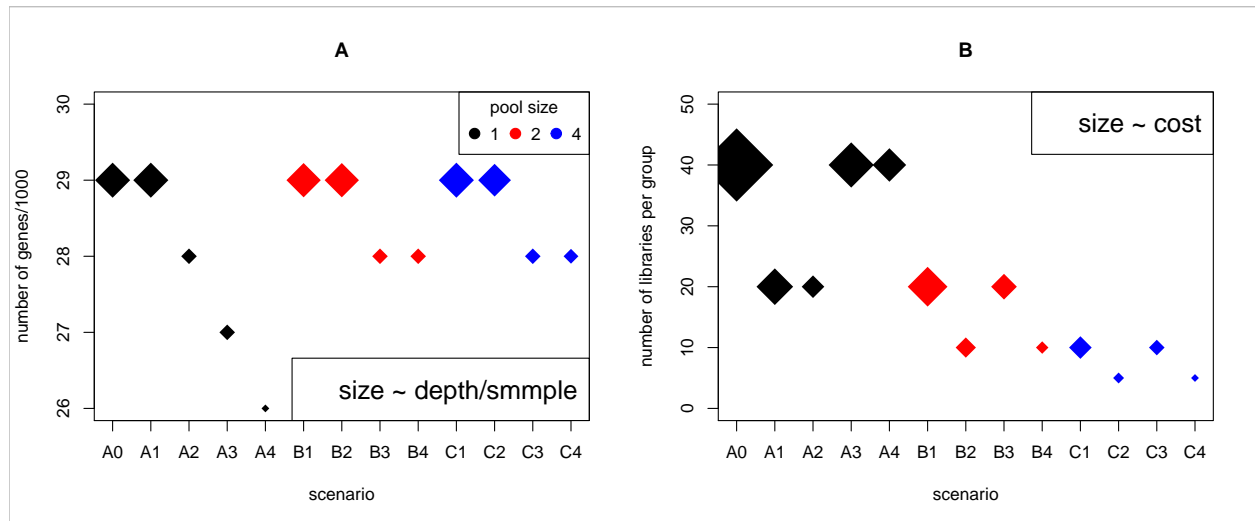 A
number of genes/1000
30
29
28
27
26
pool size
1 2 4
size ~ depth/smmple
A0 A1 A2 A3 A4 B1 B2 B3 B4 C1 C2 C3 C4
scenario
B
number of libraries per group
50
40
30
20
10
0
size ~ cost
A0 A1 A2 A3 A4 B1 B2 B3 B4 C1 C2 C3 C4
scenario